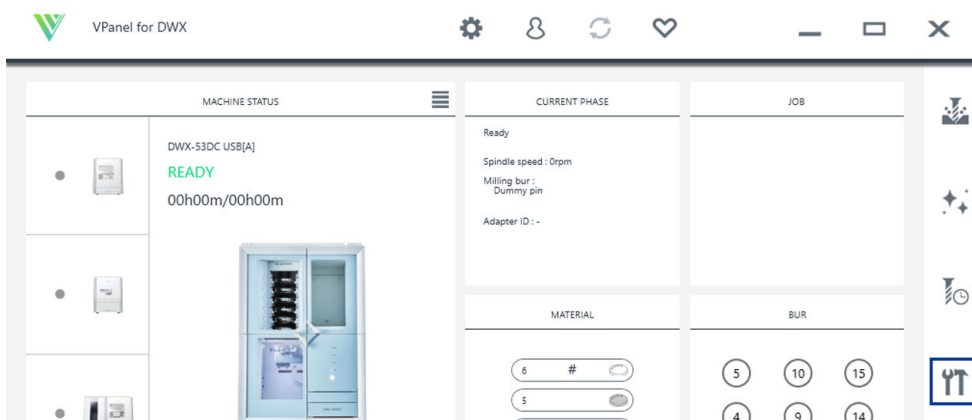 VPanel for DWX
MACHINE STATUS
DWX-53DC USB[A]
READY
00h00m/00h00m
CURRENT PHASE
Ready
Spindle speed : 0rpm
Milling bur :
Dummy pin
Adapter ID : -
JOB
MATERIAL
6 #
5
BUR
5 10 15
4 9 14